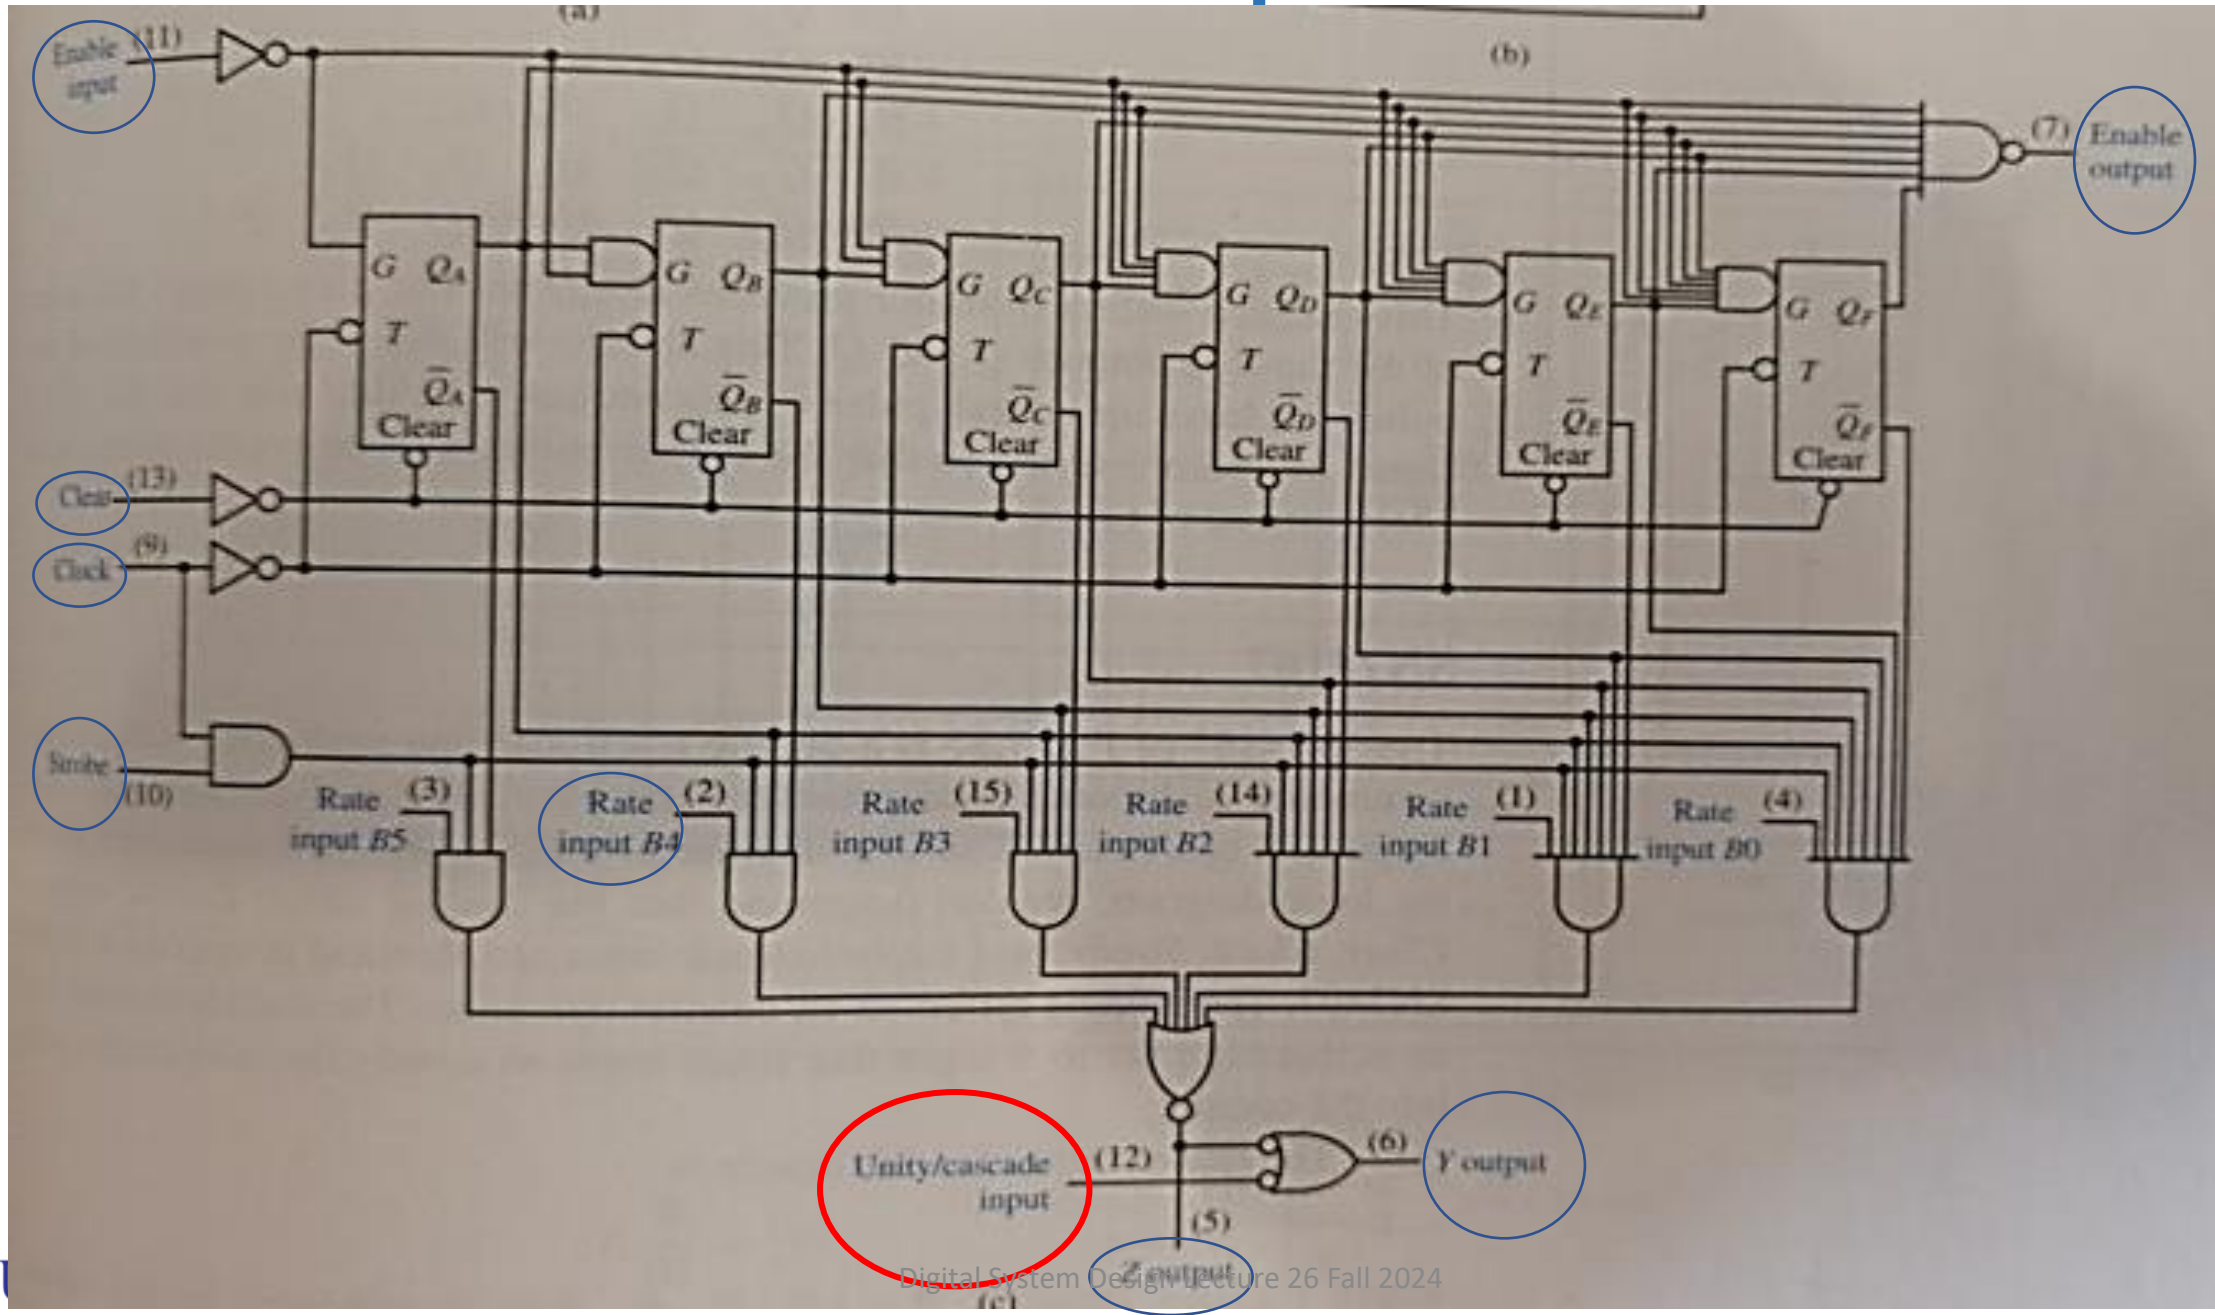 (a)
(b)
(11)
Enable
input
(7)
Enable
output
G QA
T
Q̅A
Clear
G QB
T
Q̅B
Clear
G QC
T
Q̅C
Clear
G QD
T
Q̅D
Clear
G QE
T
Q̅E
Clear
G QF
T
Q̅F
Clear
Clear (13)
Clock (9)
Strobe
(10)
Rate (3)
input B5
Rate (2)
input B4
Rate (15)
input B3
Rate (14)
input B2
Rate (1)
input B1
Rate (4)
input B0
Unity/cascade (12)
input
(6) Y output
(5)
Z output
Digital System Design Lecture 26 Fall 2024
(c)